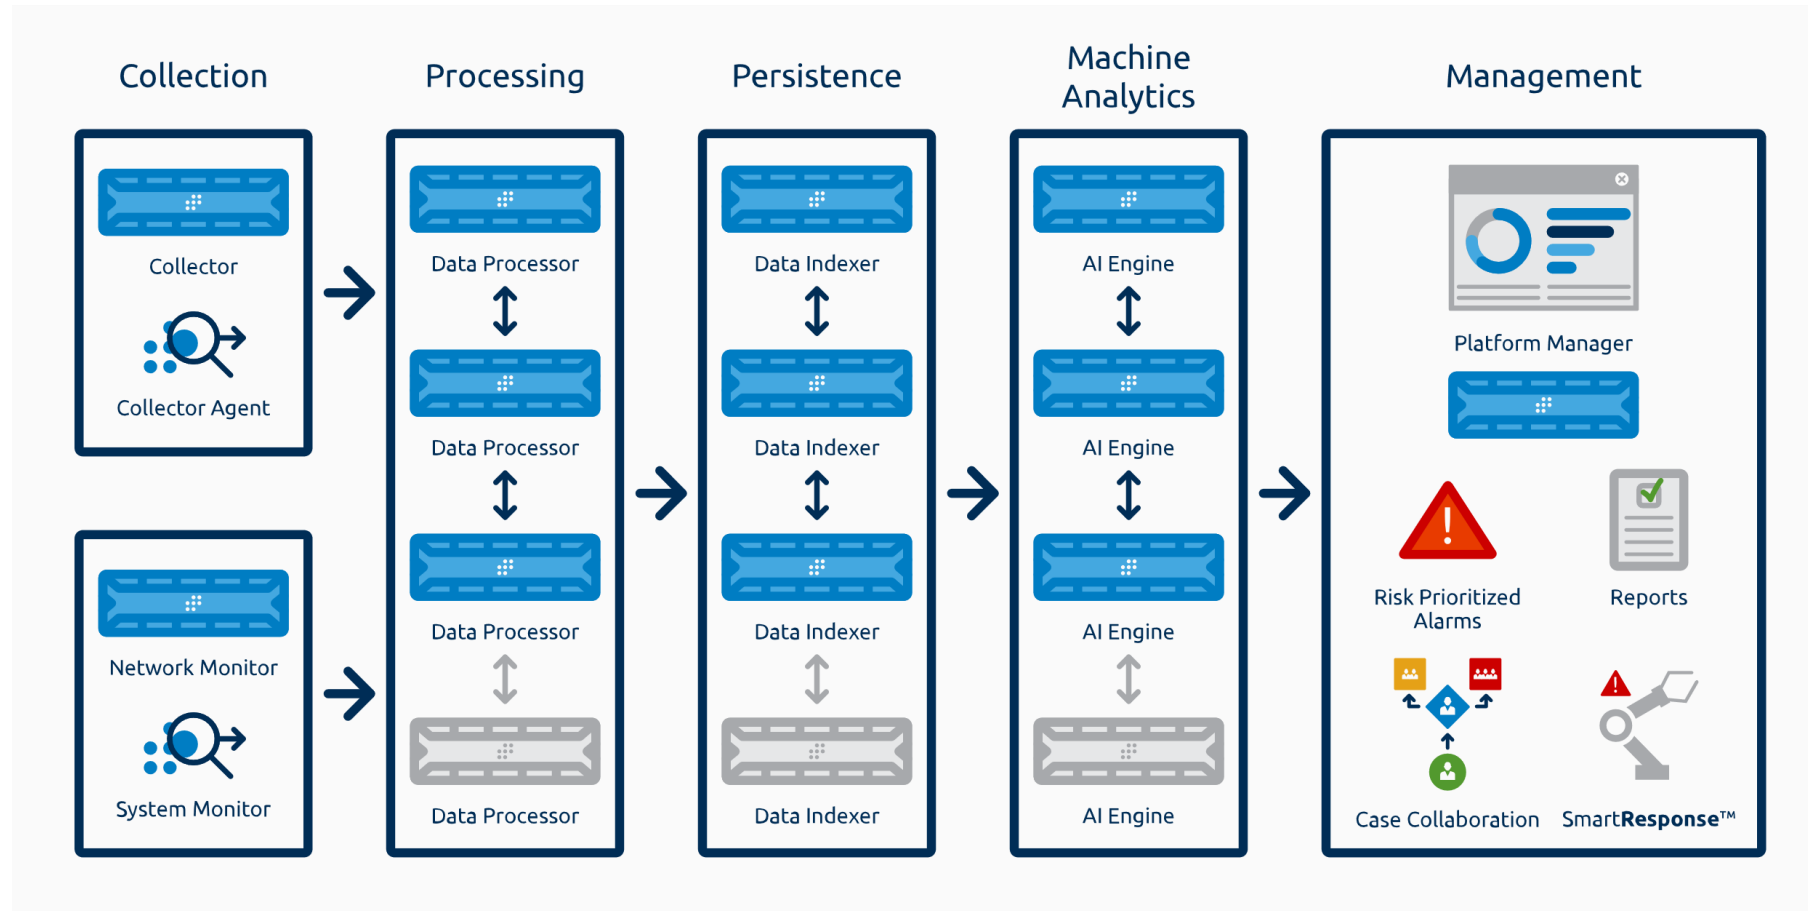 Collection
Processing
Persistence
Machine
Analytics
Management
Collector
Collector Agent
Network Monitor
System Monitor
Data Processor
Data Processor
Data Processor
Data Processor
Data Indexer
Data Indexer
Data Indexer
Data Indexer
AI Engine
AI Engine
AI Engine
AI Engine
Platform Manager
Risk Prioritized
Alarms
Reports
Case Collaboration
SmartResponse™